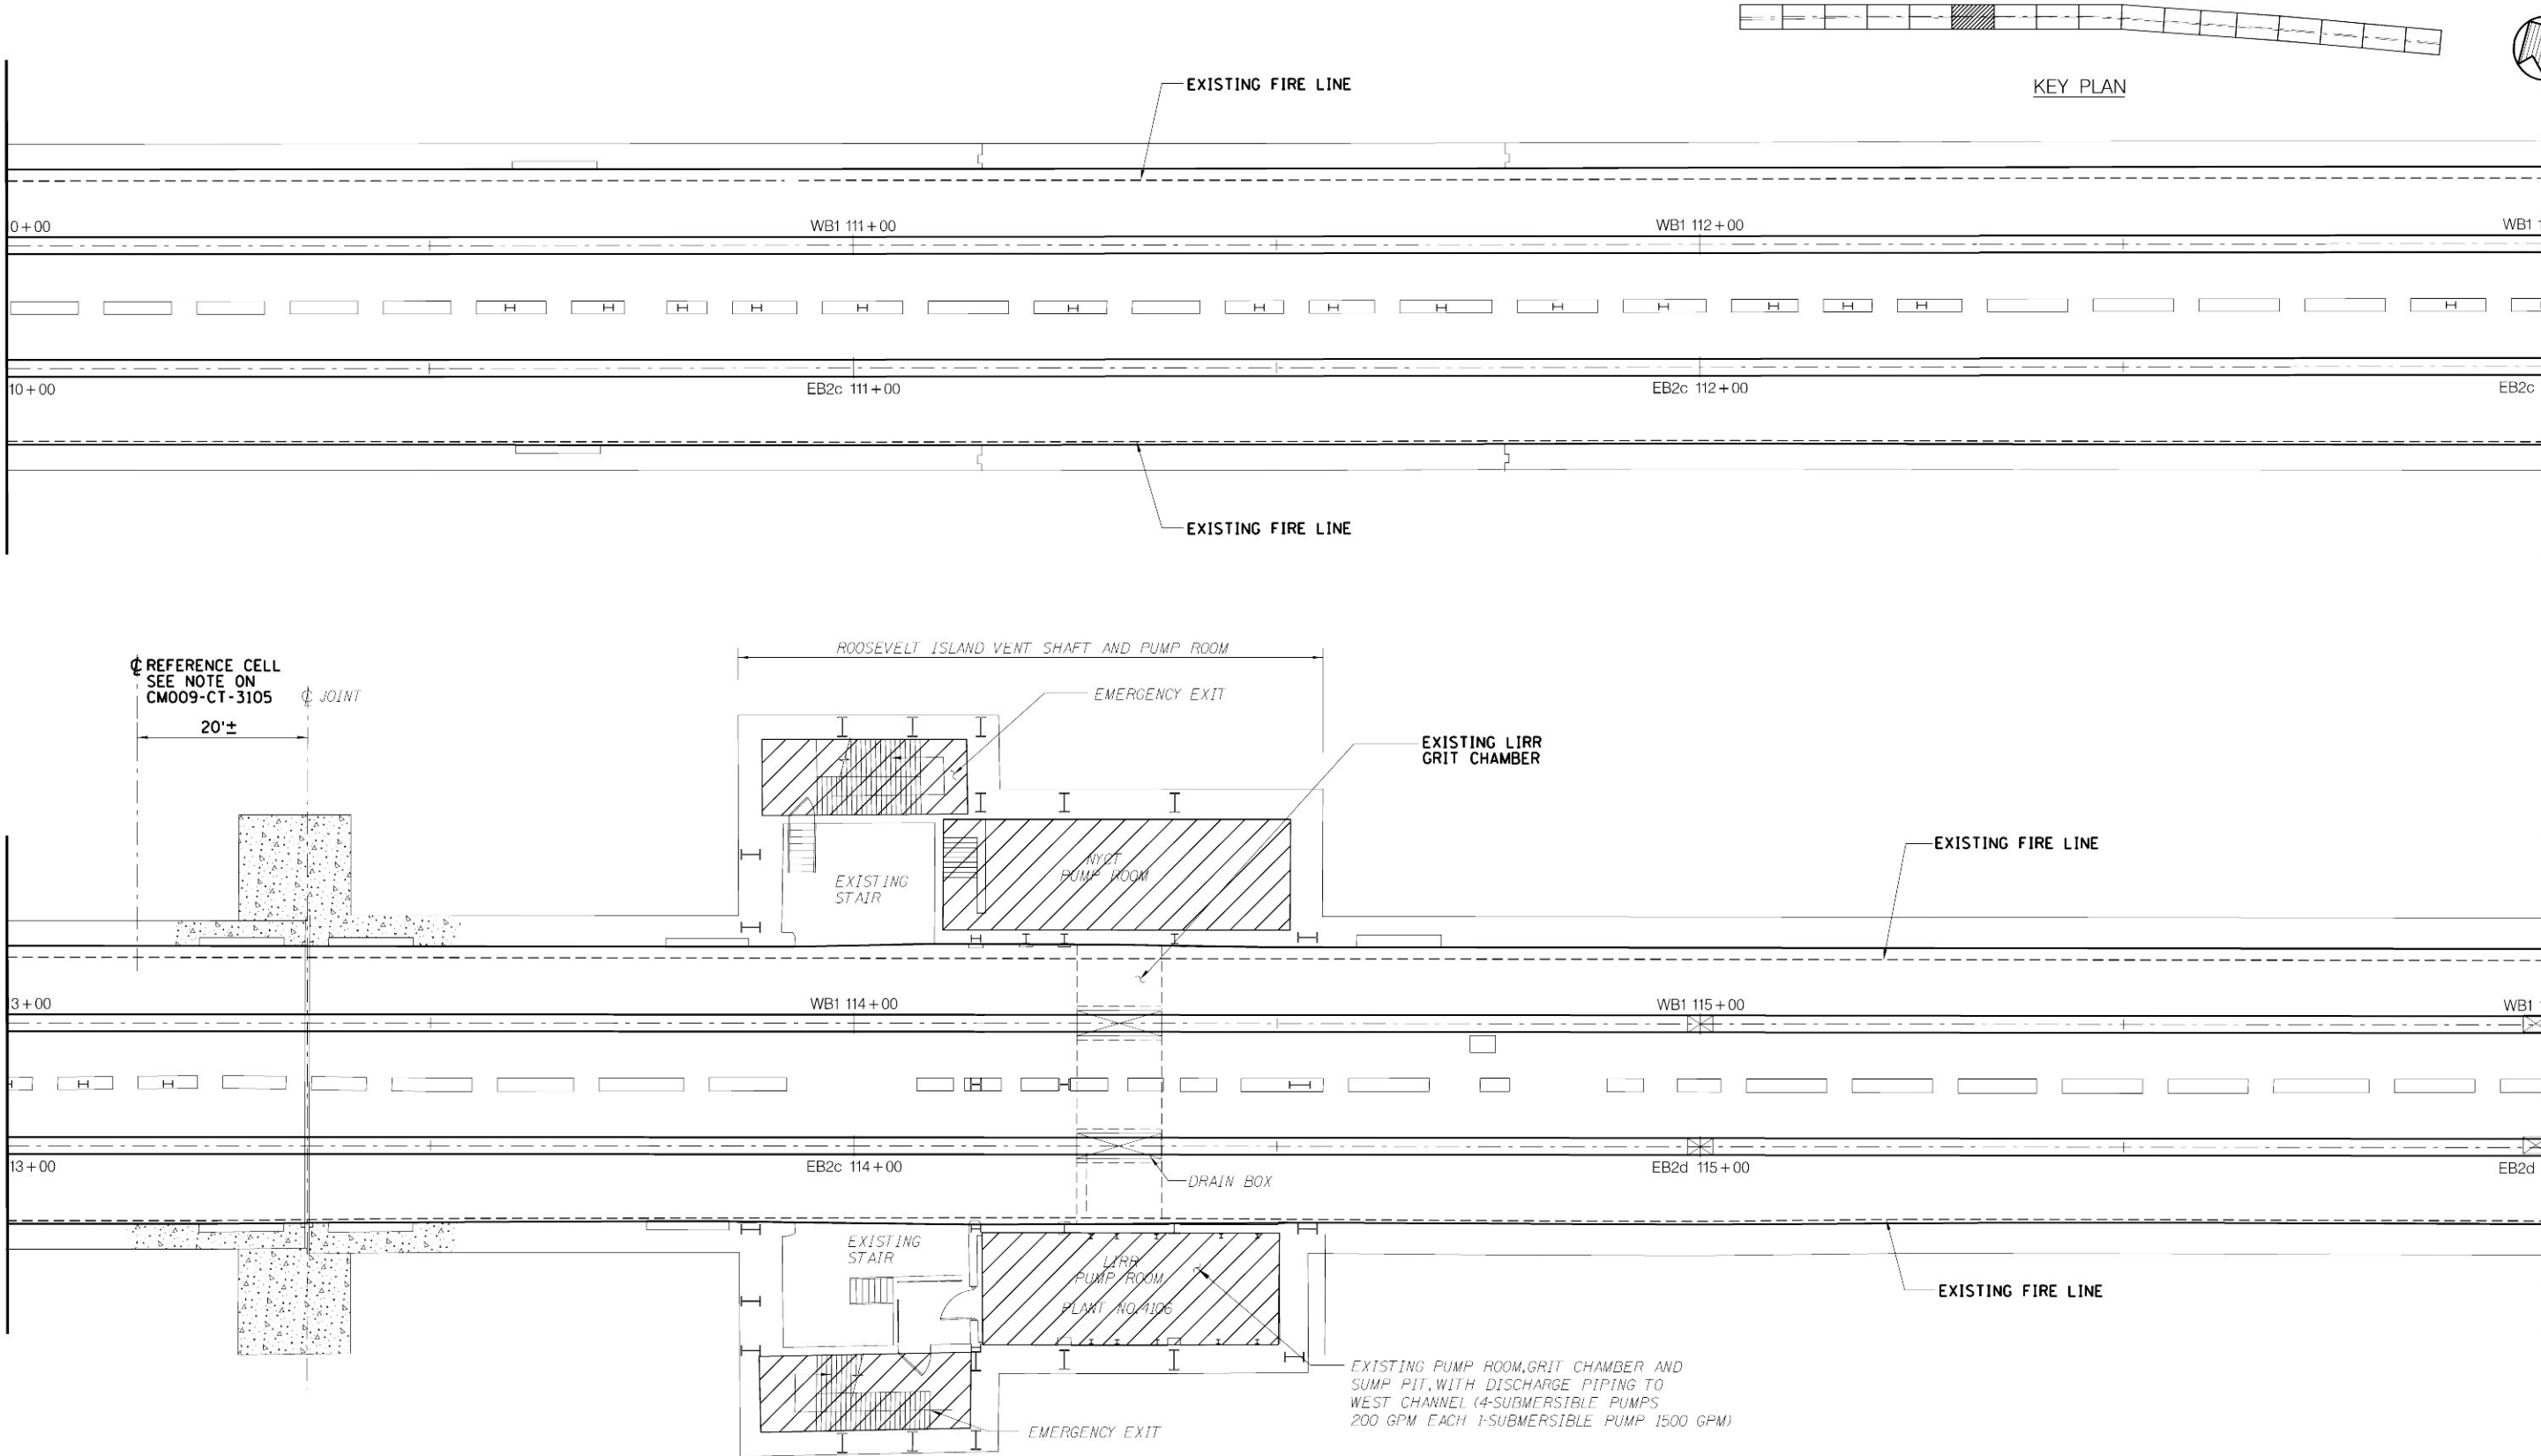 KEY PLAN
EXISTING FIRE LINE
0+00
WB1 111+00
WB1 112+00
WB1
10+00
EB2c 111+00
EB2c 112+00
EB2c
EXISTING FIRE LINE
ROOSEVELT ISLAND VENT SHAFT AND PUMP ROOM
℄ REFERENCE CELL
SEE NOTE ON
CM009-CT-3105
℄ JOINT
20'±
EMERGENCY EXIT
EXISTING LIRR
GRIT CHAMBER
EXISTING FIRE LINE
NYCT
PUMP ROOM
EXISTING
STAIR
3+00
WB1 114+00
WB1 115+00
WB1
13+00
EB2c 114+00
EB2d 115+00
EB2d
DRAIN BOX
EXISTING
STAIR
LIRR
PUMP ROOM
PLANT NO.4106
EXISTING FIRE LINE
EXISTING PUMP ROOM,GRIT CHAMBER AND
SUMP PIT,WITH DISCHARGE PIPING TO
WEST CHANNEL (4-SUBMERSIBLE PUMPS
200 GPM EACH 1-SUBMERSIBLE PUMP 1500 GPM)
EMERGENCY EXIT